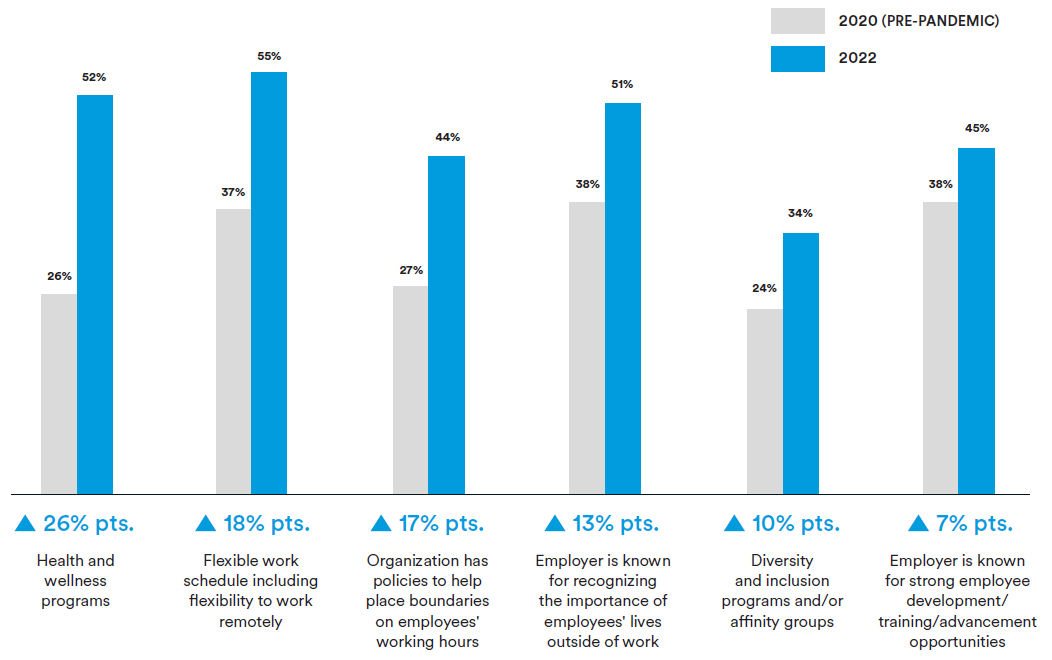 2020 (PRE-PANDEMIC)
2022
52%
26%
55%
37%
44%
27%
51%
38%
34%
24%
45%
38%
26% pts.
Health and
wellness
programs
18% pts.
Flexible work
schedule including
flexibility to work
remotely
17% pts.
Organization has
policies to help
place boundaries
on employees'
working hours
13% pts.
Employer is known
for recognizing
the importance of
employees' lives
outside of work
10% pts.
Diversity
and inclusion
programs and/or
affinity groups
7% pts.
Employer is known
for strong employee
development/
training/advancement
opportunities